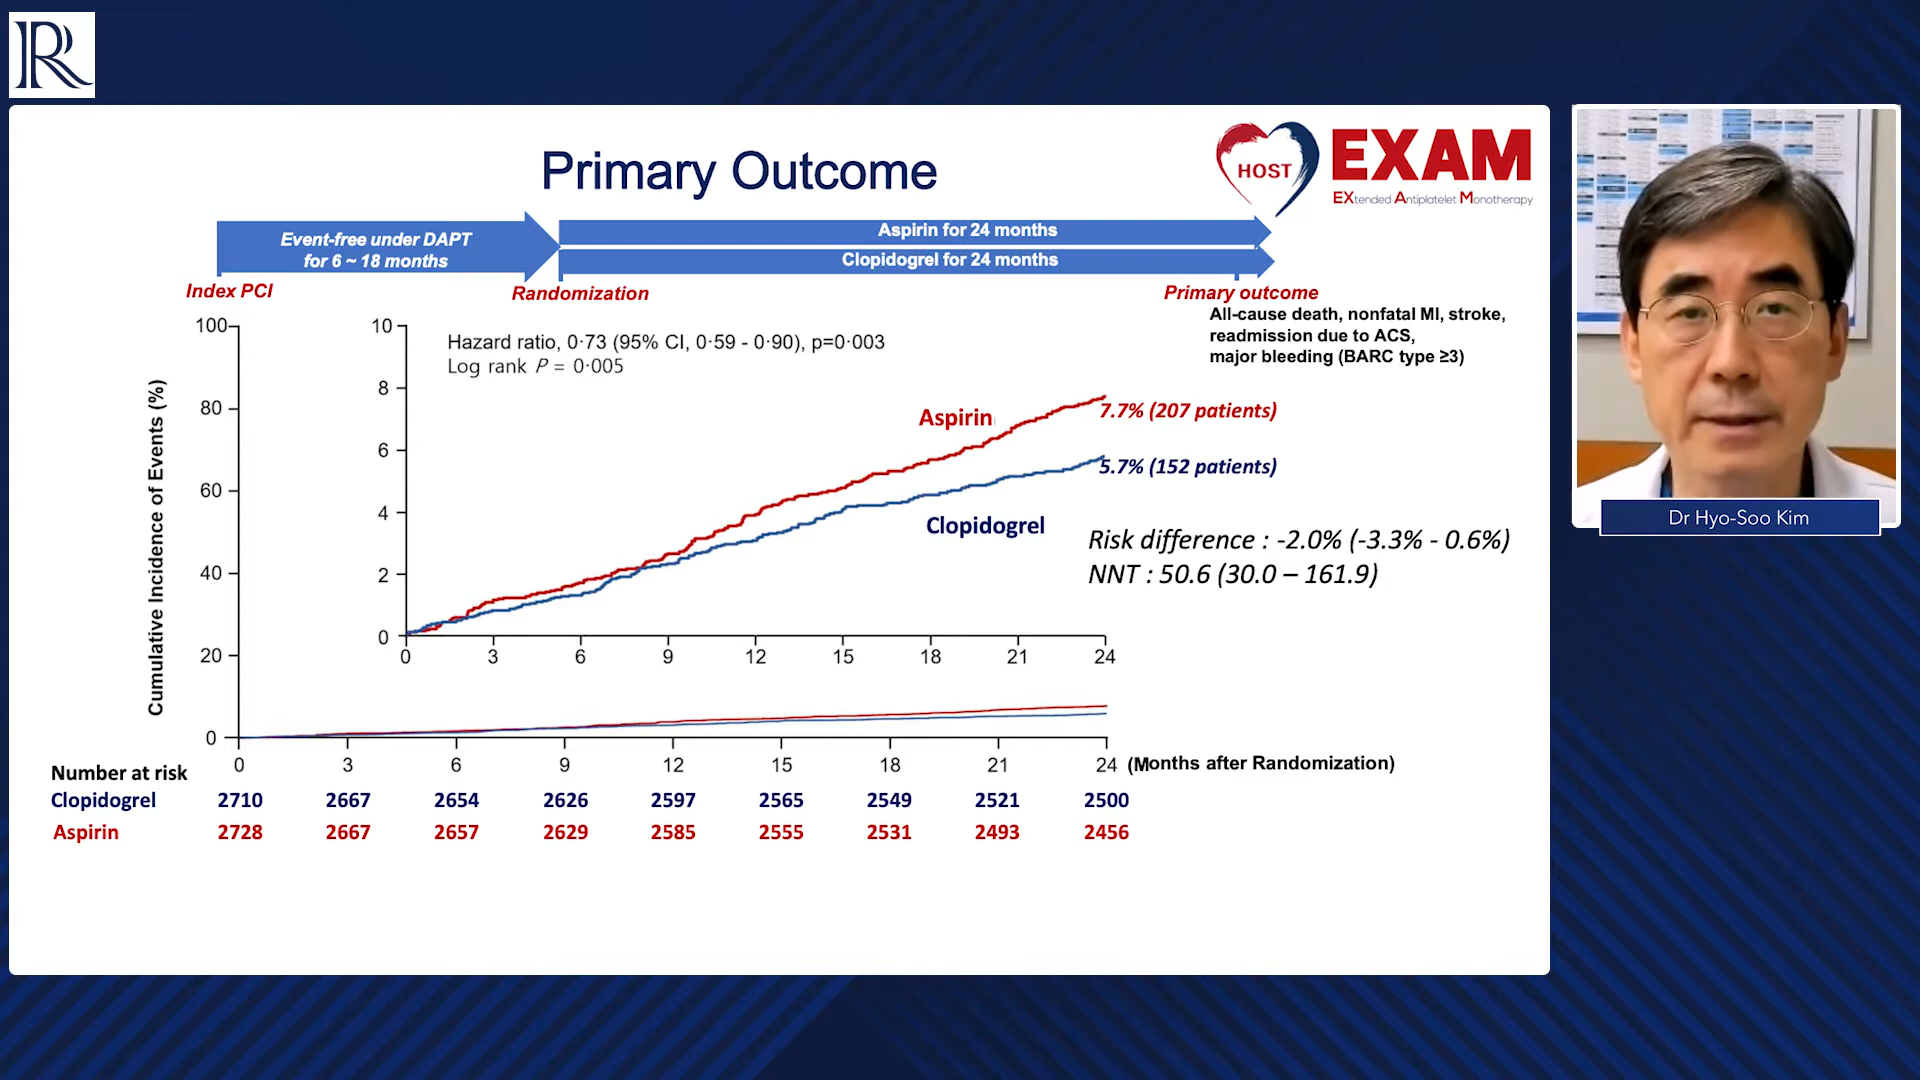 R
Primary Outcome
HOST
EXAM
EXtended Antiplatelet Monotherapy
Event-free under DAPT
for 6 ~ 18 months
Aspirin for 24 months
Clopidogrel for 24 months
Index PCI
Randomization
Primary outcome
All-cause death, nonfatal MI, stroke,
readmission due to ACS,
major bleeding (BARC type ≥3)
Cumulative Incidence of Events (%)
100
80
60
40
20
0
10
8
6
4
2
0
Hazard ratio, 0·73 (95% CI, 0·59 - 0·90), p=0·003
Log rank P = 0·005
Aspirin
7.7% (207 patients)
5.7% (152 patients)
Clopidogrel
Risk difference : -2.0% (-3.3% - 0.6%)
NNT : 50.6 (30.0 – 161.9)
0 3 6 9 12 15 18 21 24
0 3 6 9 12 15 18 21 24 (Months after Randomization)
Number at risk
Clopidogrel 2710 2667 2654 2626 2597 2565 2549 2521 2500
Aspirin 2728 2667 2657 2629 2585 2555 2531 2493 2456
Dr Hyo-Soo Kim